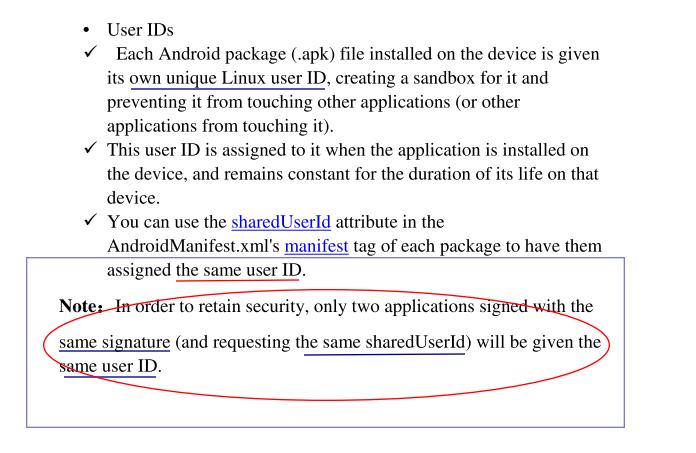 • User IDs
✓ Each Android package (.apk) file installed on the device is given
its own unique Linux user ID, creating a sandbox for it and
preventing it from touching other applications (or other
applications from touching it).
✓ This user ID is assigned to it when the application is installed on
the device, and remains constant for the duration of its life on that
device.
✓ You can use the sharedUserId attribute in the
AndroidManifest.xml's manifest tag of each package to have them
assigned the same user ID.
Note：In order to retain security, only two applications signed with the
same signature (and requesting the same sharedUserId) will be given the
same user ID.